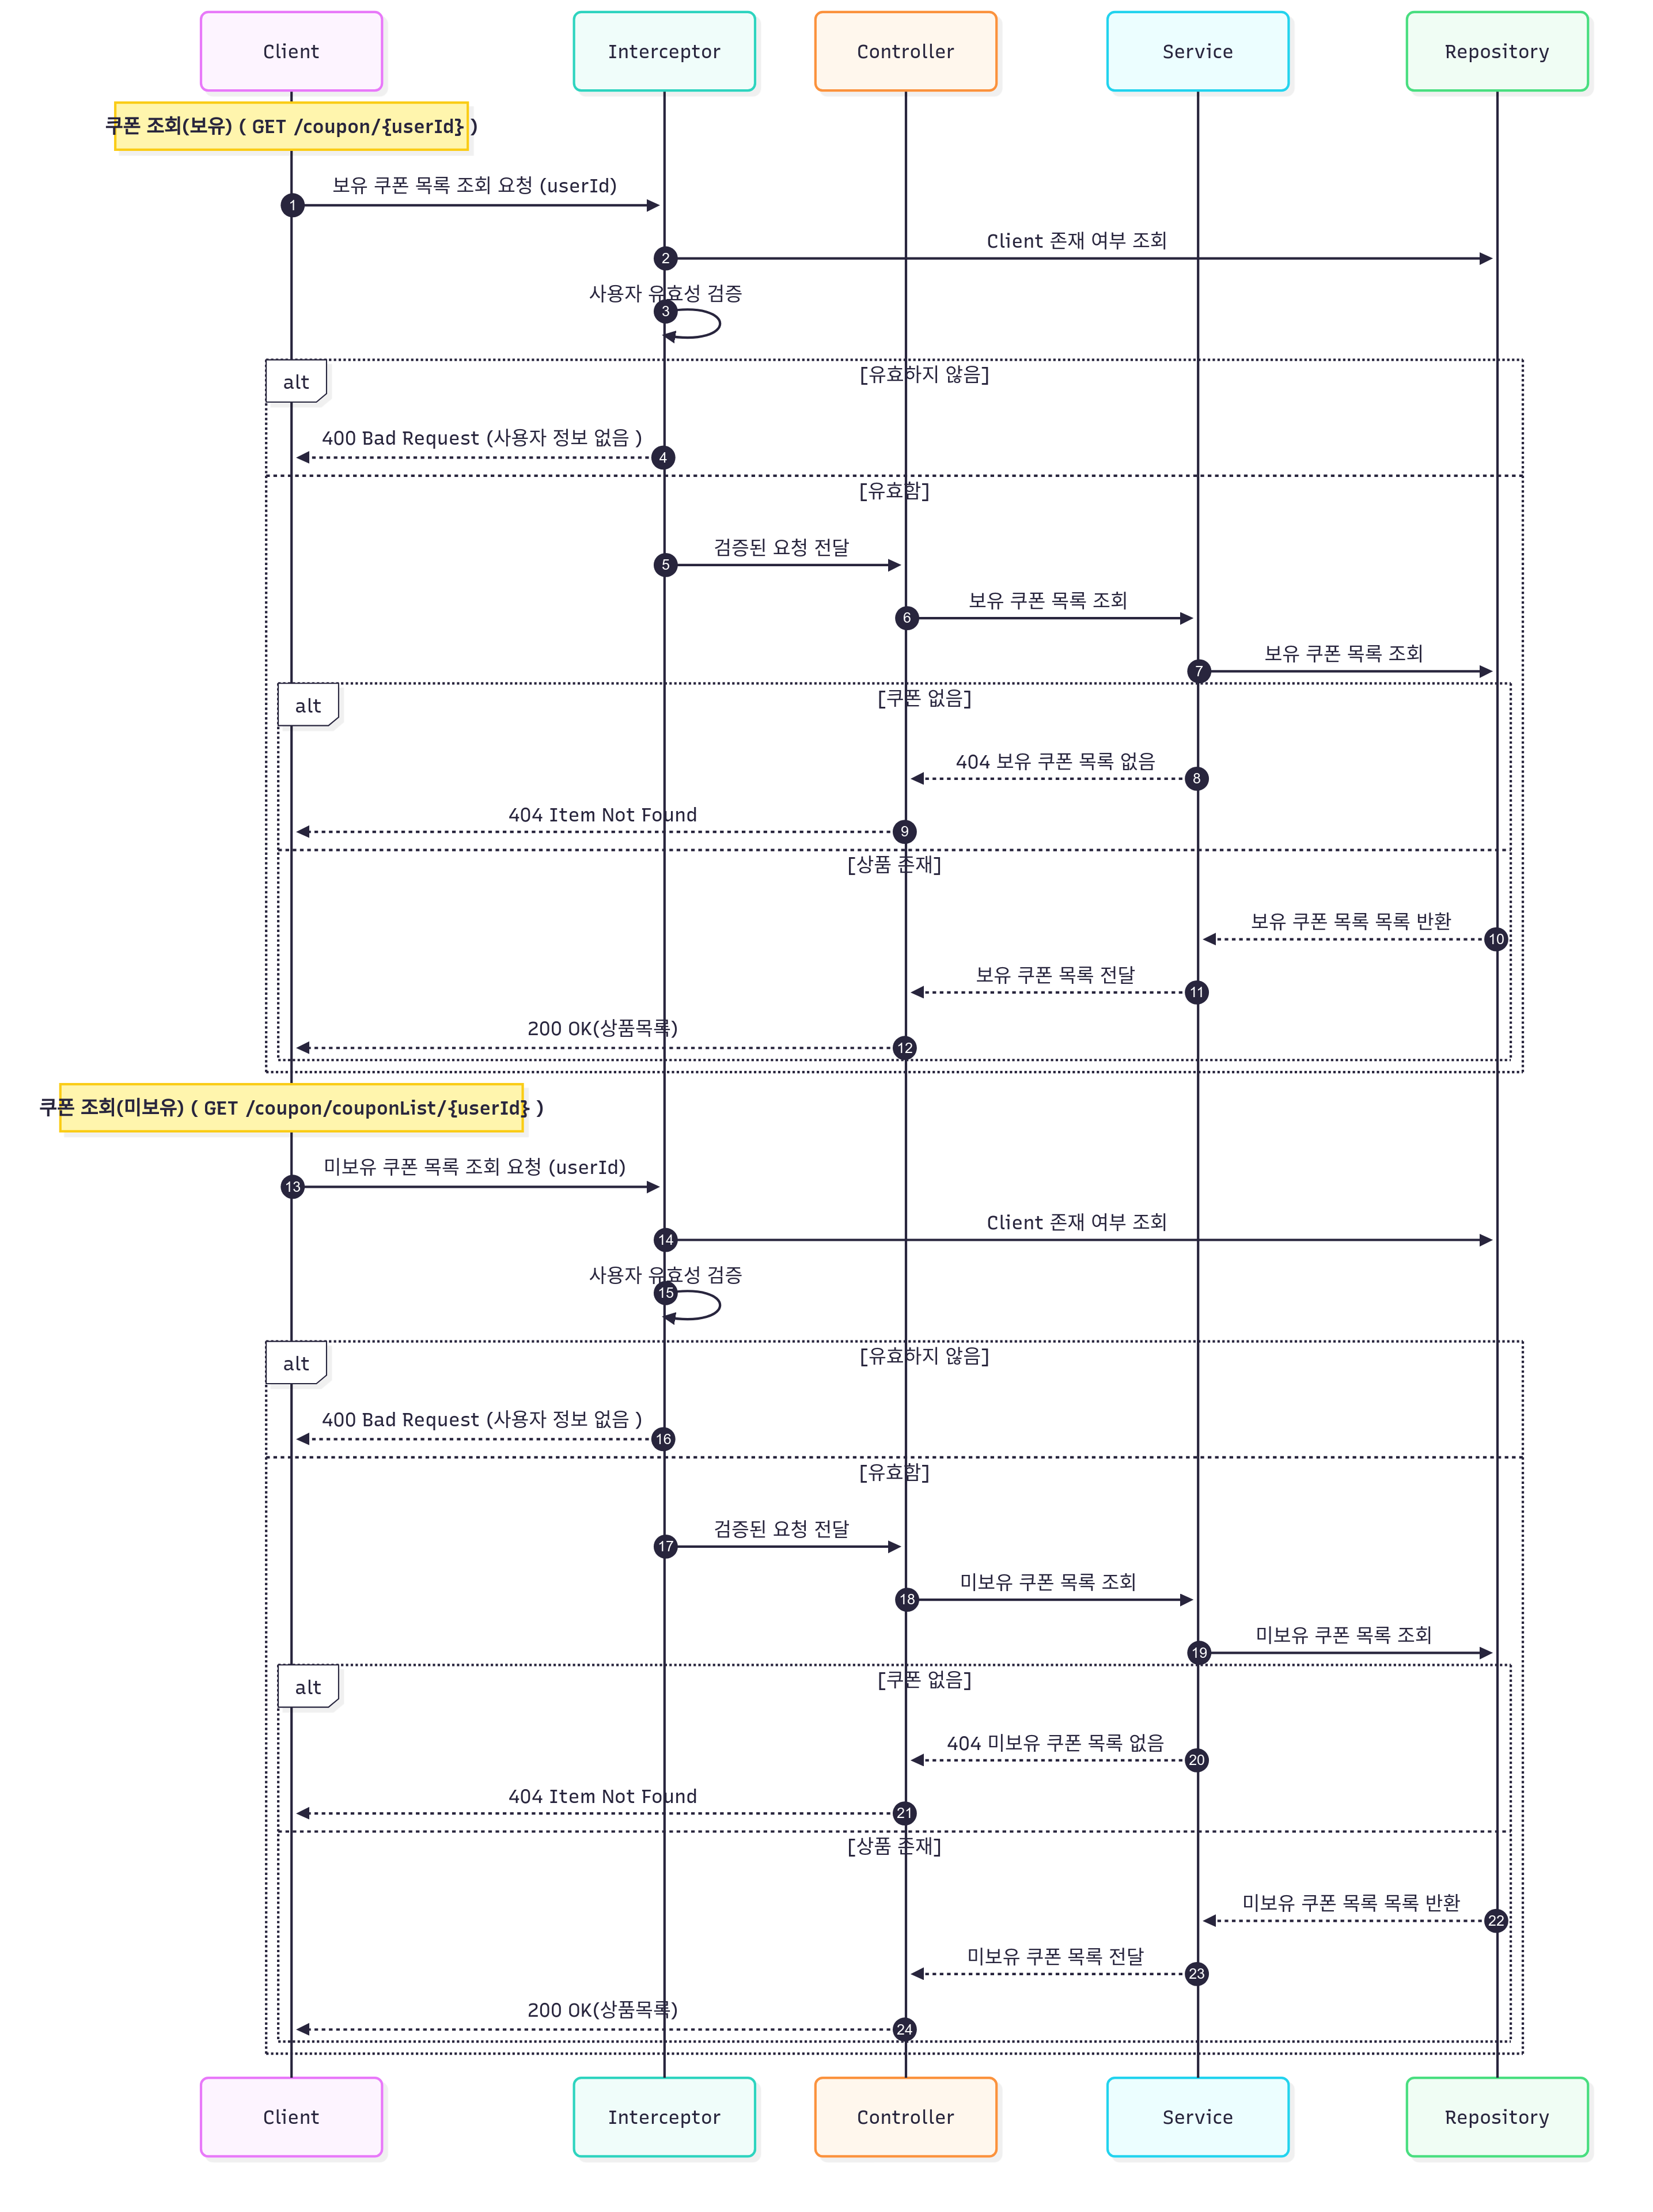 Client Interceptor Controller Service Repository
쿠폰 조회(보유) ( GET /coupon/{userId} )
보유 쿠폰 목록 조회 요청 (userId)
1
Client 존재 여부 조회
2
사용자 유효성 검증
3
alt [유효하지 않음]
400 Bad Request (사용자 정보 없음 )
4
[유효함]
검증된 요청 전달
5
보유 쿠폰 목록 조회
6
보유 쿠폰 목록 조회
7
alt [쿠폰 없음]
404 보유 쿠폰 목록 없음
8
404 Item Not Found
9
[상품 존재]
보유 쿠폰 목록 목록 반환
10
보유 쿠폰 목록 전달
11
200 OK(상품목록)
12
쿠폰 조회(미보유) ( GET /coupon/couponList/{userId} )
미보유 쿠폰 목록 조회 요청 (userId)
13
Client 존재 여부 조회
14
사용자 유효성 검증
15
alt [유효하지 않음]
400 Bad Request (사용자 정보 없음 )
16
[유효함]
검증된 요청 전달
17
미보유 쿠폰 목록 조회
18
미보유 쿠폰 목록 조회
19
alt [쿠폰 없음]
404 미보유 쿠폰 목록 없음
20
404 Item Not Found
21
[상품 존재]
미보유 쿠폰 목록 목록 반환
22
미보유 쿠폰 목록 전달
23
200 OK(상품목록)
24
Client Interceptor Controller Service Repository